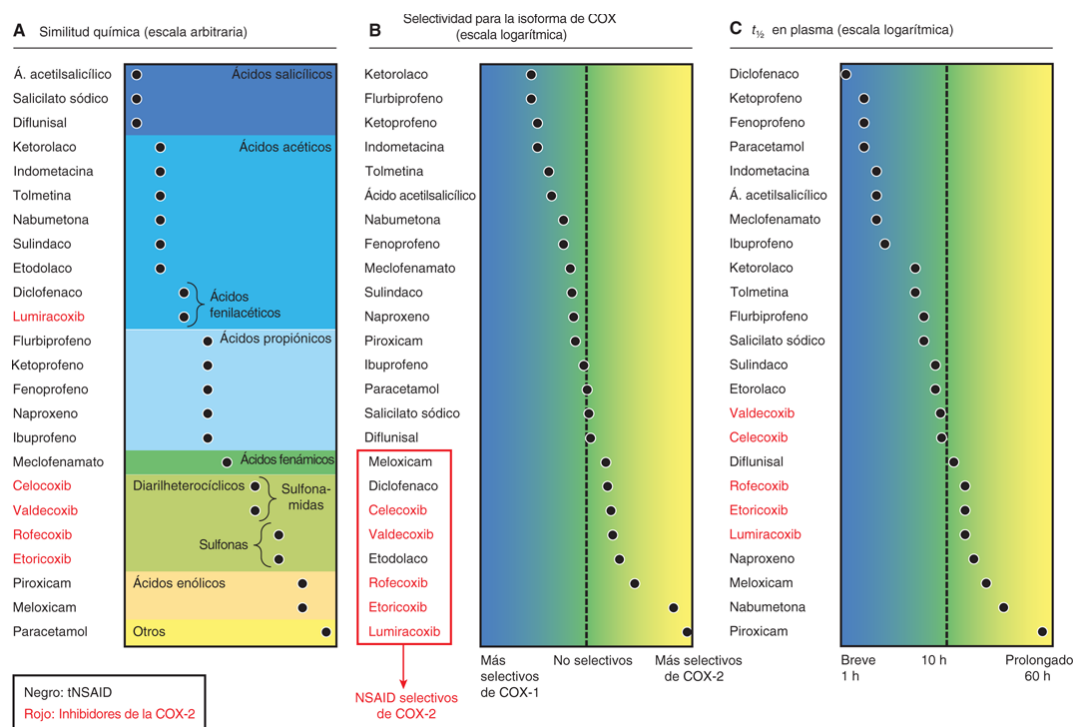 A Similitud química (escala arbitraria)
Á. acetilsalicílico
Salicilato sódico
Diflunisal
Ketorolaco
Indometacina
Tolmetina
Nabumetona
Sulindaco
Etodolaco
Diclofenaco
Lumiracoxib
Flurbiprofeno
Ketoprofeno
Fenoprofeno
Naproxeno
Ibuprofeno
Meclofenamato
Celocoxib
Valdecoxib
Rofecoxib
Etoricoxib
Piroxicam
Meloxicam
Paracetamol
Ácidos salicílicos
Ácidos acéticos
Ácidos
fenilacéticos
Ácidos propiónicos
Ácidos fenámicos
Diarilheterocíclicos
Sulfona-
midas
Sulfonas
Ácidos enólicos
Otros
Negro: tNSAID
Rojo: Inhibidores de la COX-2
B
Selectividad para la isoforma de COX
(escala logarítmica)
Ketorolaco
Flurbiprofeno
Ketoprofeno
Indometacina
Tolmetina
Ácido acetilsalicílico
Nabumetona
Fenoprofeno
Meclofenamato
Sulindaco
Naproxeno
Piroxicam
Ibuprofeno
Paracetamol
Salicilato sódico
Diflunisal
Meloxicam
Diclofenaco
Celecoxib
Valdecoxib
Etodolaco
Rofecoxib
Etoricoxib
Lumiracoxib
NSAID selectivos
de COX-2
Más
selectivos
de COX-1
No selectivos
Más selectivos
de COX-2
C t½ en plasma (escala logarítmica)
Diclofenaco
Ketoprofeno
Fenoprofeno
Paracetamol
Indometacina
Á. acetilsalicílico
Meclofenamato
Ibuprofeno
Ketorolaco
Tolmetina
Flurbiprofeno
Salicilato sódico
Sulindaco
Etorolaco
Valdecoxib
Celecoxib
Diflunisal
Rofecoxib
Etoricoxib
Lumiracoxib
Naproxeno
Meloxicam
Nabumetona
Piroxicam
Breve
1 h
10 h
Prolongado
60 h